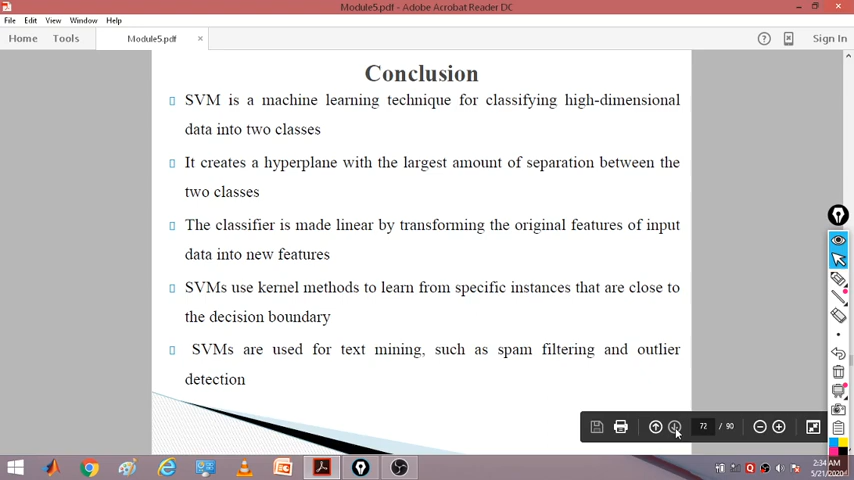 Module5.pdf - Adobe Acrobat Reader DC
File Edit View Window Help
Home Tools Module5.pdf × Sign In
Conclusion
SVM is a machine learning technique for classifying high-dimensional
data into two classes
It creates a hyperplane with the largest amount of separation between the
two classes
The classifier is made linear by transforming the original features of input
data into new features
SVMs use kernel methods to learn from specific instances that are close to
the decision boundary
SVMs are used for text mining, such as spam filtering and outlier
detection
72 / 90
2:34 AM
5/21/2020